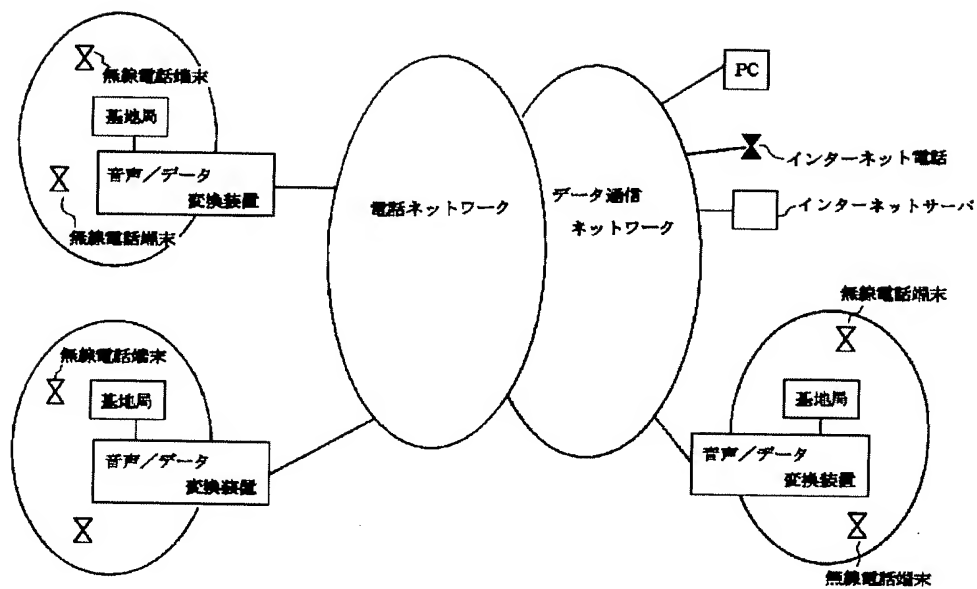 無線電話端末
基地局
音声／データ
変換装置
無線電話端末
電話ネットワーク
データ通信
ネットワーク
PC
インターネット電話
インターネットサーバ
無線電話端末
基地局
音声／データ
変換装置
無線電話端末
基地局
音声／データ
変換装置
無線電話端末